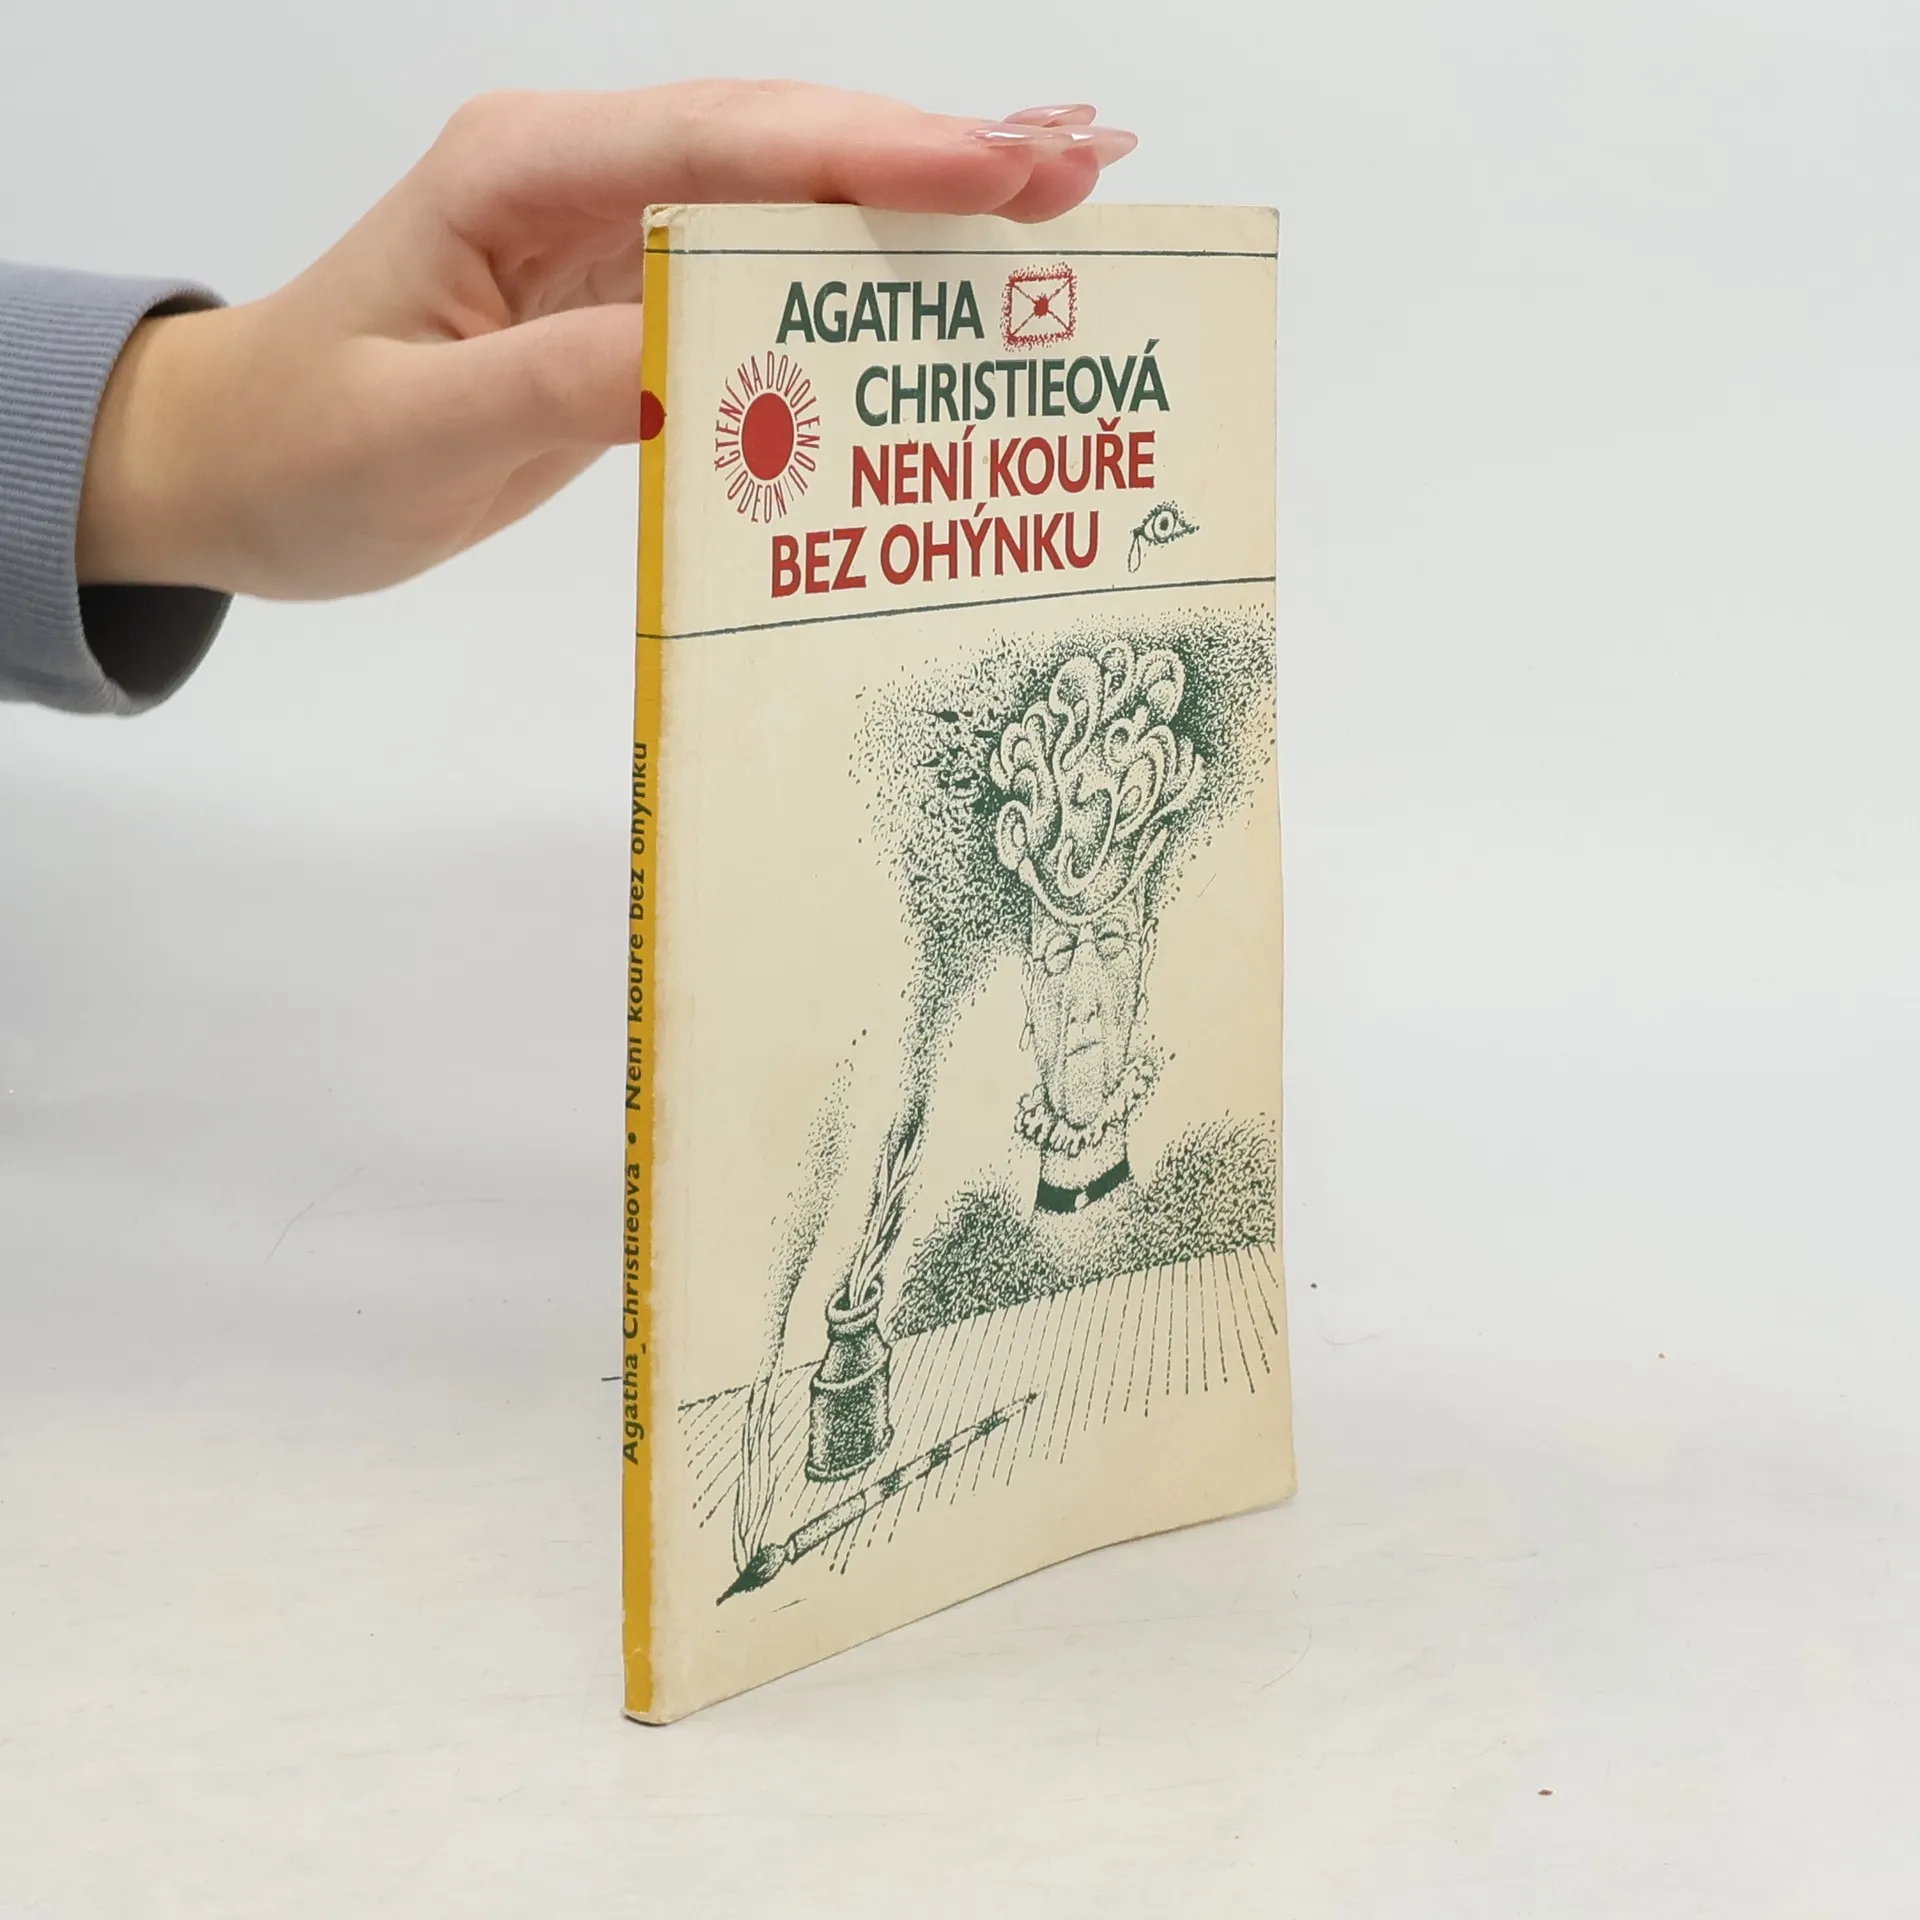 AGATHA
CHRISTIEOVÁ
NENÍ KOUŘE
BEZ OHÝNKU
ČTENÍ NA DOVOLENOU
ODEON
Agatha Christieová • Není kouře bez ohýnku